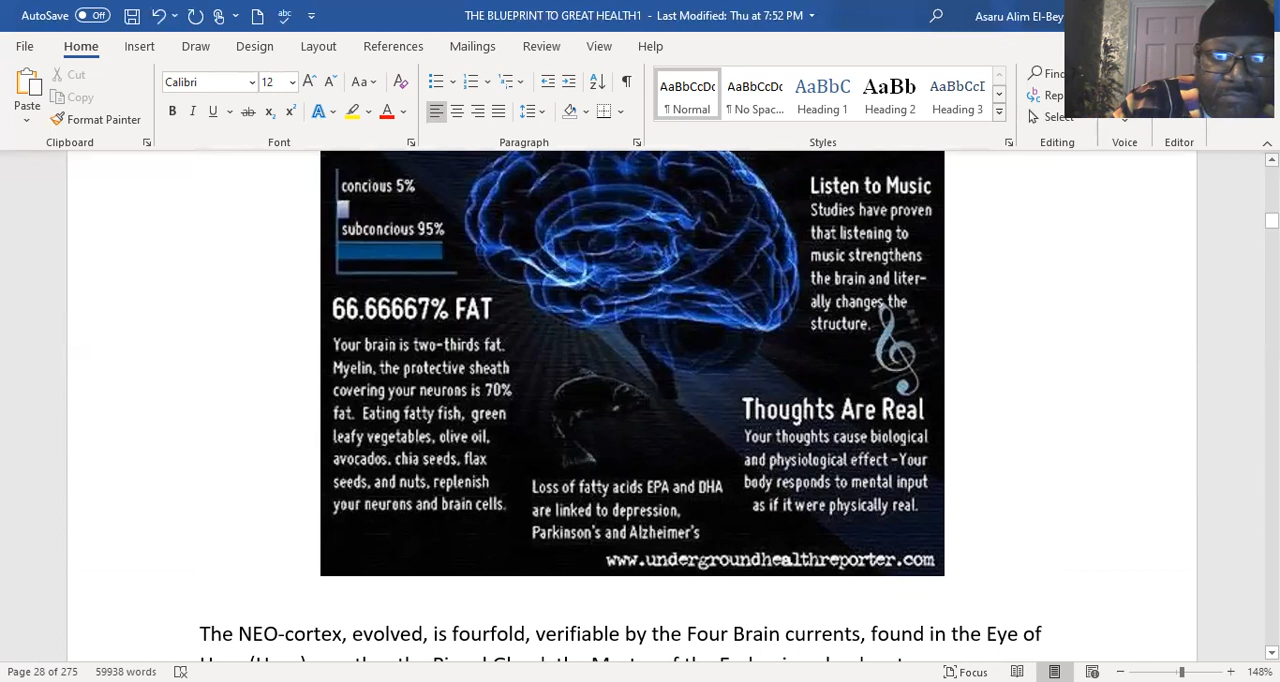 AutoSave Off THE BLUEPRINT TO GREAT HEALTH1 - Last Modified: Thu at 7:52 PM Asaru Alim El-Bey
File Home Insert Draw Design Layout References Mailings Review View Help
Paste
Cut
Copy
Format Painter
Calibri 12
AaBbCcDc AaBbCcDc AaBbC AaBb AaBbCcI
¶ Normal ¶ No Spac... Heading 1 Heading 2 Heading 3
Find
Rep
Select
Clipboard Font Paragraph Styles Editing Voice Editor
concious 5%
subconcious 95%
66.66667% FAT
Your brain is two-thirds fat.
Myelin, the protective sheath
covering your neurons is 70%
fat. Eating fatty fish, green
leafy vegetables, olive oil,
avocados, chia seeds, flax
seeds, and nuts, replenish
your neurons and brain cells.
Loss of fatty acids EPA and DHA
are linked to depression,
Parkinson's and Alzheimer's
Listen to Music
Studies have proven
that listening to
music strengthens
the brain and liter-
ally changes the
structure.
Thoughts Are Real
Your thoughts cause biological
and physiological effect -Your
body responds to mental input
as if it were physically real.
www.undergroundhealthreporter.com
The NEO-cortex, evolved, is fourfold, verifiable by the Four Brain currents, found in the Eye of
Page 28 of 275 59938 words Focus 148%